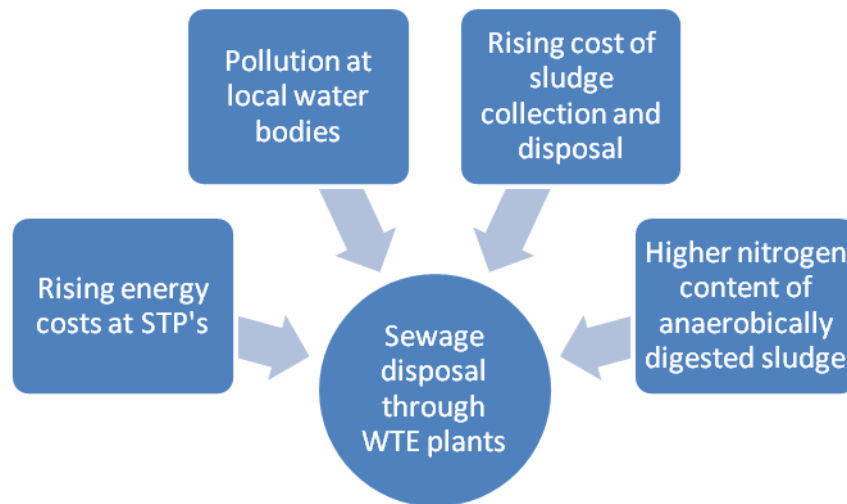 Pollution at
local water
bodies
Rising cost of
sludge
collection and
disposal
Rising energy
costs at STP's
Higher nitrogen
content of
anaerobically
digested sludge
Sewage
disposal
through
WTE plants